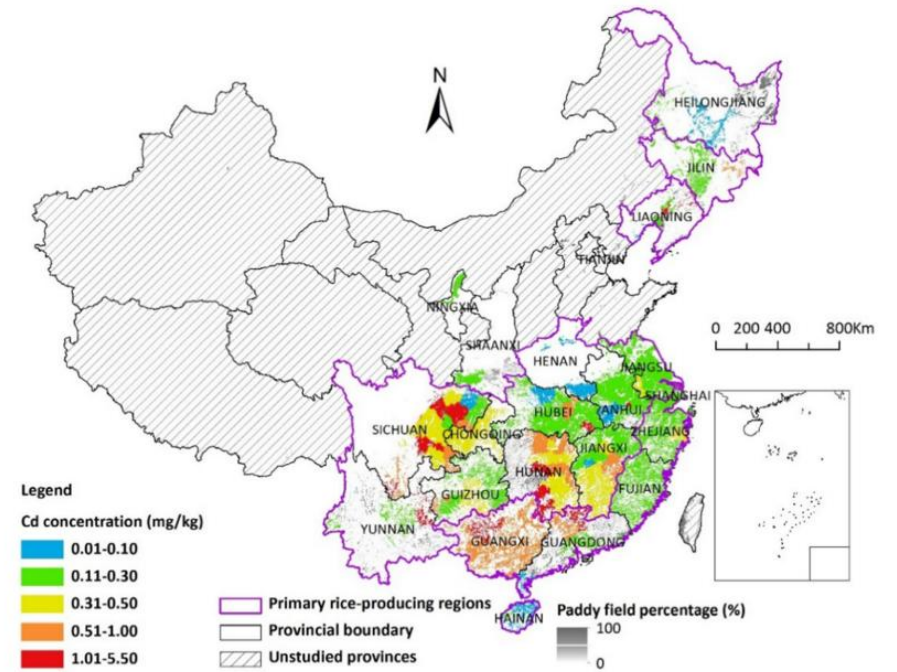 N
HEILONGJIANG
JILIN
LIAONING
TIANJIN
NINGXIA
SHAANXI
HENAN
JIANGSU
SHANGHAI
HUBEI
ANHUI
ZHEJIANG
SICHUAN
CHONGQING
JIANGXI
HUNAN
GUIZHOU
FUJIAN
YUNNAN
GUANGXI
GUANGDONG
HAINAN
0 200 400 800Km
Legend
Cd concentration (mg/kg)
0.01-0.10
0.11-0.30
0.31-0.50
0.51-1.00
1.01-5.50
Primary rice-producing regions
Provincial boundary
Unstudied provinces
Paddy field percentage (%)
100
0